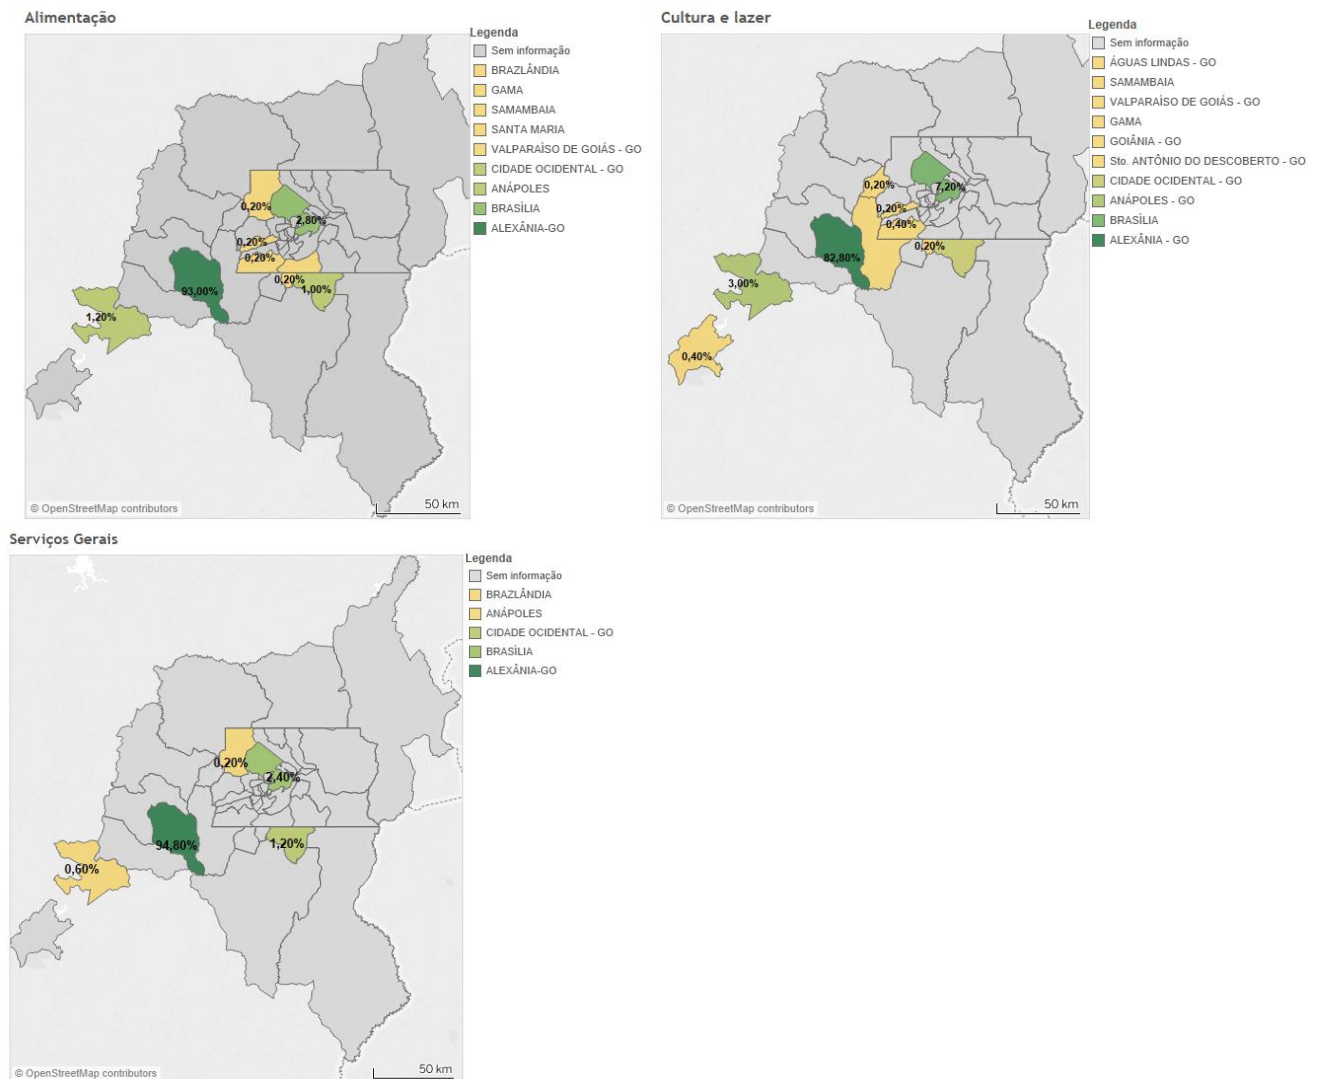 Alimentação
Legenda
Sem informação
BRAZLÂNDIA
GAMA
SAMAMBAIA
SANTA MARIA
VALPARAÍSO DE GOIÁS - GO
CIDADE OCIDENTAL - GO
ANÁPOLES
BRASÍLIA
ALEXÂNIA-GO
0,20%
2,80%
0,20%
0,20%
0,20%
1,00%
93,00%
1,20%
50 km
© OpenStreetMap contributors
Cultura e lazer
Legenda
Sem informação
ÁGUAS LINDAS - GO
SAMAMBAIA
VALPARAÍSO DE GOIÁS - GO
GAMA
GOIÂNIA - GO
Sto. ANTÔNIO DO DESCOBERTO - GO
CIDADE OCIDENTAL - GO
ANÁPOLES - GO
BRASÍLIA
ALEXÂNIA - GO
0,20%
7,20%
0,20%
0,40%
0,20%
82,80%
3,00%
0,40%
50 km
© OpenStreetMap contributors
Serviços Gerais
Legenda
Sem informação
BRAZLÂNDIA
ANÁPOLES
CIDADE OCIDENTAL - GO
BRASÍLIA
ALEXÂNIA-GO
0,20%
2,40%
94,80%
1,20%
0,60%
50 km
© OpenStreetMap contributors